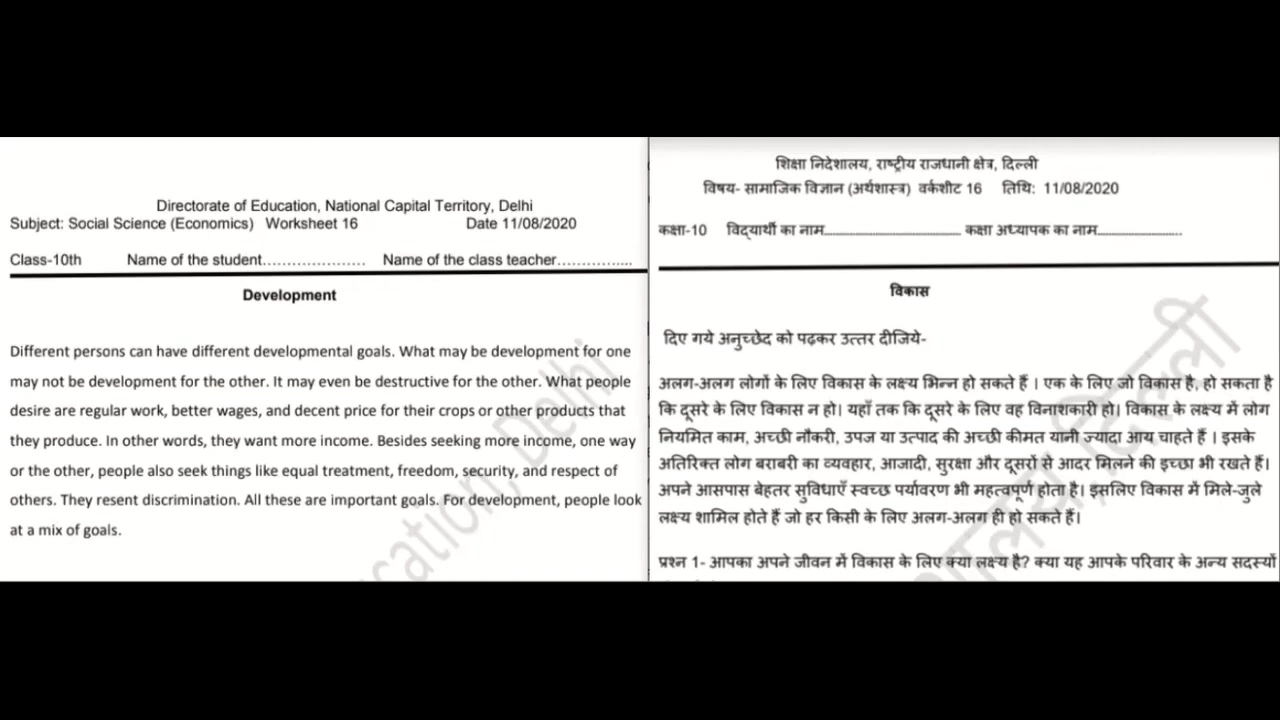 Directorate of Education, National Capital Territory, Delhi
Subject: Social Science (Economics) Worksheet 16 Date 11/08/2020
Class-10th Name of the student..................... Name of the class teacher...............
Development
Different persons can have different developmental goals. What may be development for one
may not be development for the other. It may even be destructive for the other. What people
desire are regular work, better wages, and decent price for their crops or other products that
they produce. In other words, they want more income. Besides seeking more income, one way
or the other, people also seek things like equal treatment, freedom, security, and respect of
others. They resent discrimination. All these are important goals. For development, people look
at a mix of goals.
शिक्षा निदेशालय, राष्ट्रीय राजधानी क्षेत्र, दिल्ली
विषय- सामाजिक विज्ञान (अर्थशास्त्र) वर्कशीट 16 तिथि: 11/08/2020
कक्षा-10 विद्यार्थी का नाम................................ कक्षा अध्यापक का नाम....................
विकास
दिए गये अनुच्छेद को पढ़कर उत्तर दीजिये-
अलग-अलग लोगों के लिए विकास के लक्ष्य भिन्न हो सकते हैं । एक के लिए जो विकास है, हो सकता है
कि दूसरे के लिए विकास न हो। यहाँ तक कि दूसरे के लिए वह विनाशकारी हो। विकास के लक्ष्य में लोग
नियमित काम, अच्छी नौकरी, उपज या उत्पाद की अच्छी कीमत यानी ज्यादा आय चाहते हैं । इसके
अतिरिक्त लोग बराबरी का व्यवहार, आजादी, सुरक्षा और दूसरों से आदर मिलने की इच्छा भी रखते हैं।
अपने आसपास बेहतर सुविधाएँ स्वच्छ पर्यावरण भी महत्वपूर्ण होता है। इसलिए विकास में मिले-जुले
लक्ष्य शामिल होते हैं जो हर किसी के लिए अलग-अलग ही हो सकते हैं।
प्रश्न 1- आपका अपने जीवन में विकास के लिए क्या लक्ष्य है? क्या यह आपके परिवार के अन्य सदस्यों